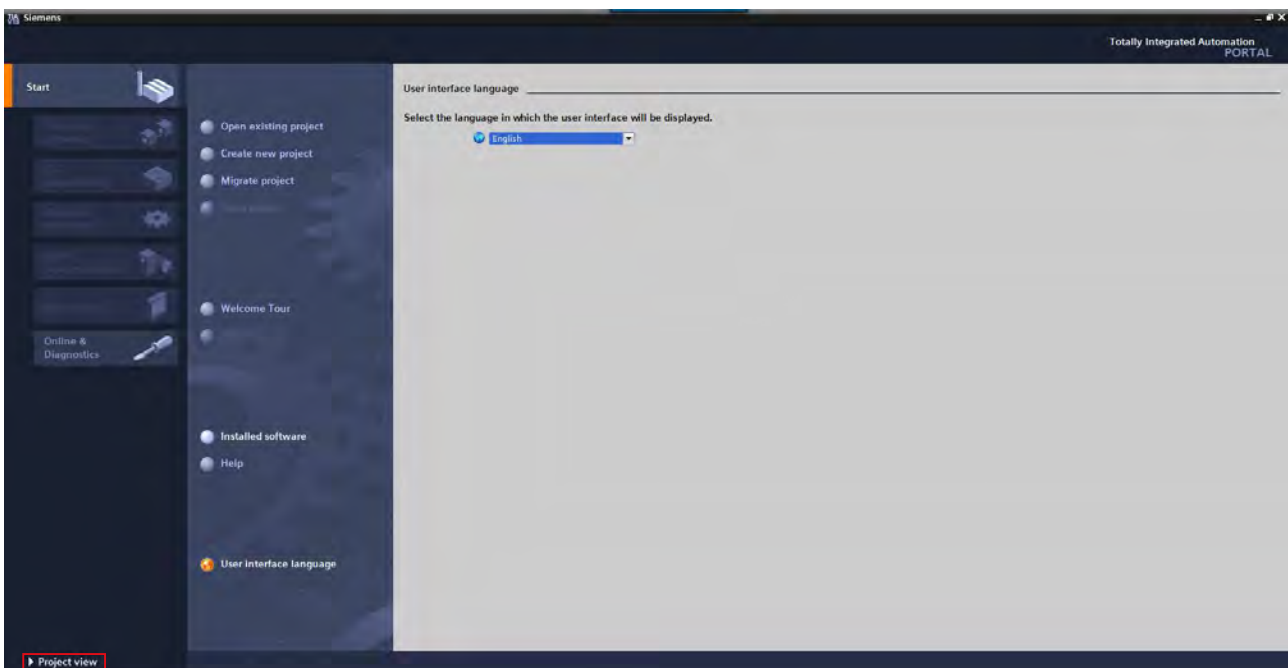 Siemens
Totally Integrated Automation
PORTAL
Start
Online &
Diagnostics
Open existing project
Create new project
Migrate project
Welcome Tour
Installed software
Help
User interface language
User interface language
Select the language in which the user interface will be displayed.
English
Project view